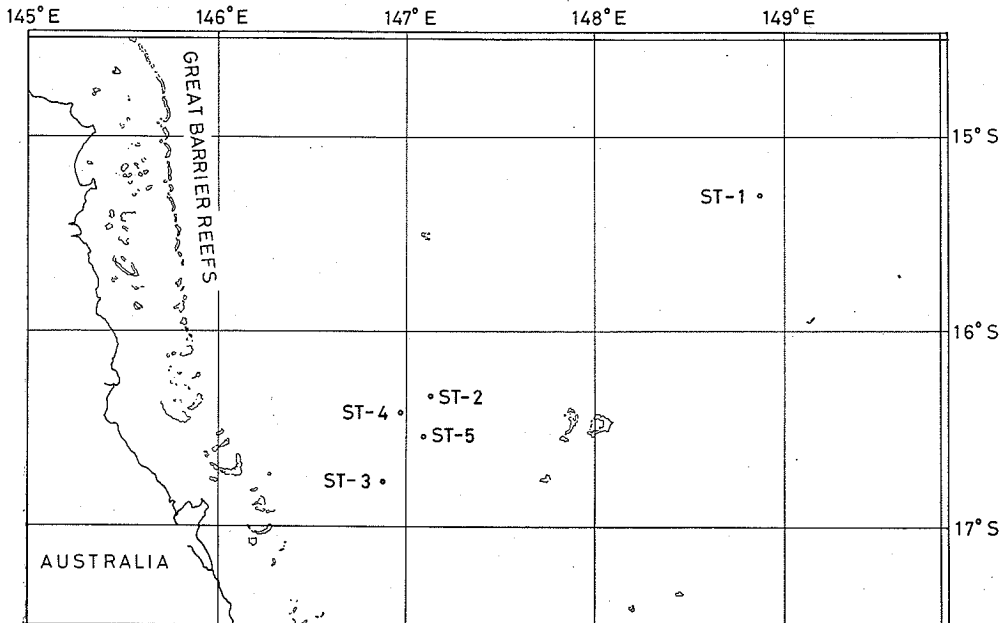 145°E 146°E 147°E 148°E 149°E
GREAT BARRIER REEFS
15°S
ST-1
16°S
ST-2
ST-4
ST-5
ST-3
17°S
AUSTRALIA